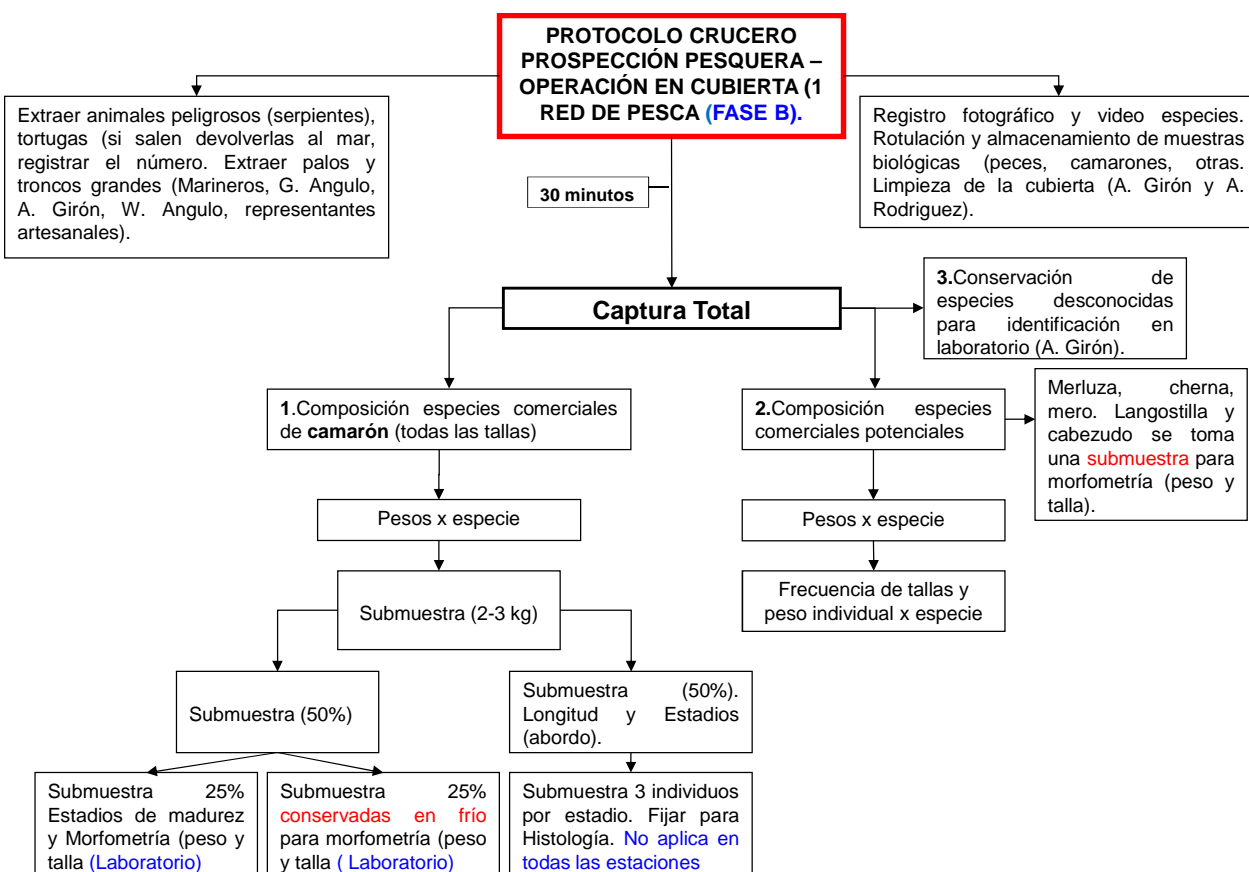 PROTOCOLO CRUCERO
PROSPECCIÓN PESQUERA –
OPERACIÓN EN CUBIERTA (1
RED DE PESCA (FASE B).
Extraer animales peligrosos (serpientes),
tortugas (si salen devolverlas al mar,
registrar el número. Extraer palos y
troncos grandes (Marineros, G. Angulo,
A. Girón, W. Angulo, representantes
artesanales).
Registro fotográfico y video especies.
Rotulación y almacenamiento de muestras
biológicas (peces, camarones, otras.
Limpieza de la cubierta (A. Girón y A.
Rodriguez).
30 minutos
Captura Total
3.Conservación de
especies desconocidas
para identificación en
laboratorio (A. Girón).
1.Composición especies comerciales
de camarón (todas las tallas)
2.Composición especies
comerciales potenciales
Merluza, cherna,
mero. Langostilla y
cabezudo se toma
una submuestra para
morfometría (peso y
talla).
Pesos x especie
Pesos x especie
Submuestra (2-3 kg)
Frecuencia de tallas y
peso individual x especie
Submuestra (50%)
Submuestra (50%).
Longitud y Estadios
(abordo).
Submuestra 25%
Estadios de madurez
y Morfometría (peso y
talla (Laboratorio)
Submuestra 25%
conservadas en frío
para morfometría (peso
y talla ( Laboratorio)
Submuestra 3 individuos
por estadio. Fijar para
Histología. No aplica en
todas las estaciones